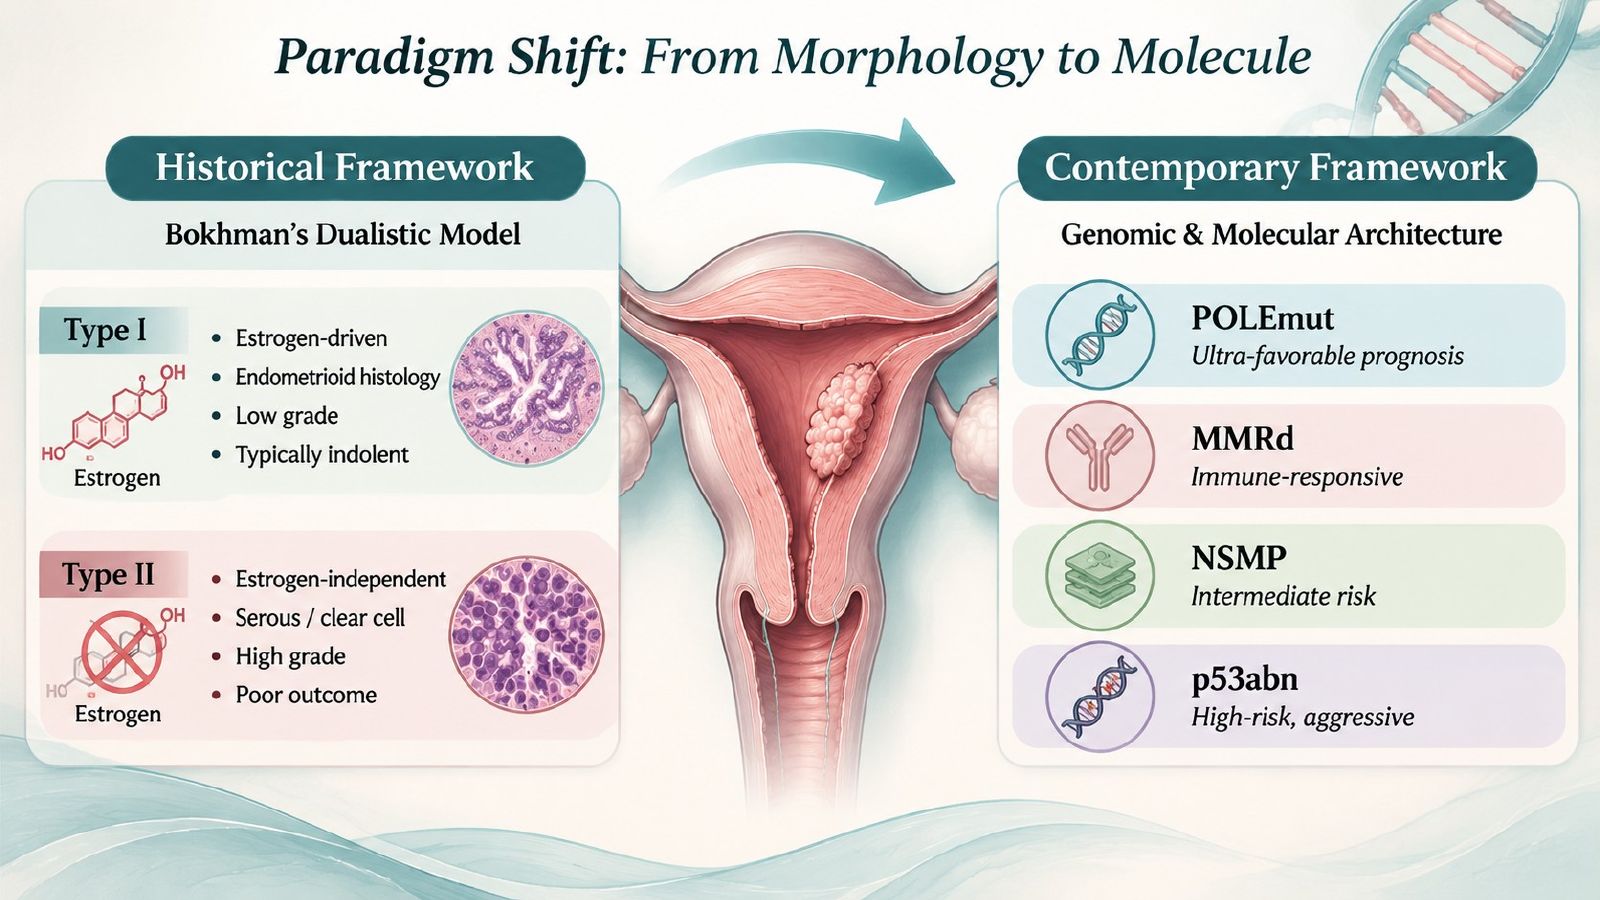 Paradigm Shift: From Morphology to Molecule
Historical Framework
Bokhman's Dualistic Model
Type I
OH
HO
Estrogen
• Estrogen-driven
• Endometrioid histology
• Low grade
• Typically indolent
Type II
OH
HO
Estrogen
• Estrogen-independent
• Serous / clear cell
• High grade
• Poor outcome
Contemporary Framework
Genomic & Molecular Architecture
POLEmut
Ultra-favorable prognosis
MMRd
Immune-responsive
NSMP
Intermediate risk
p53abn
High-risk, aggressive